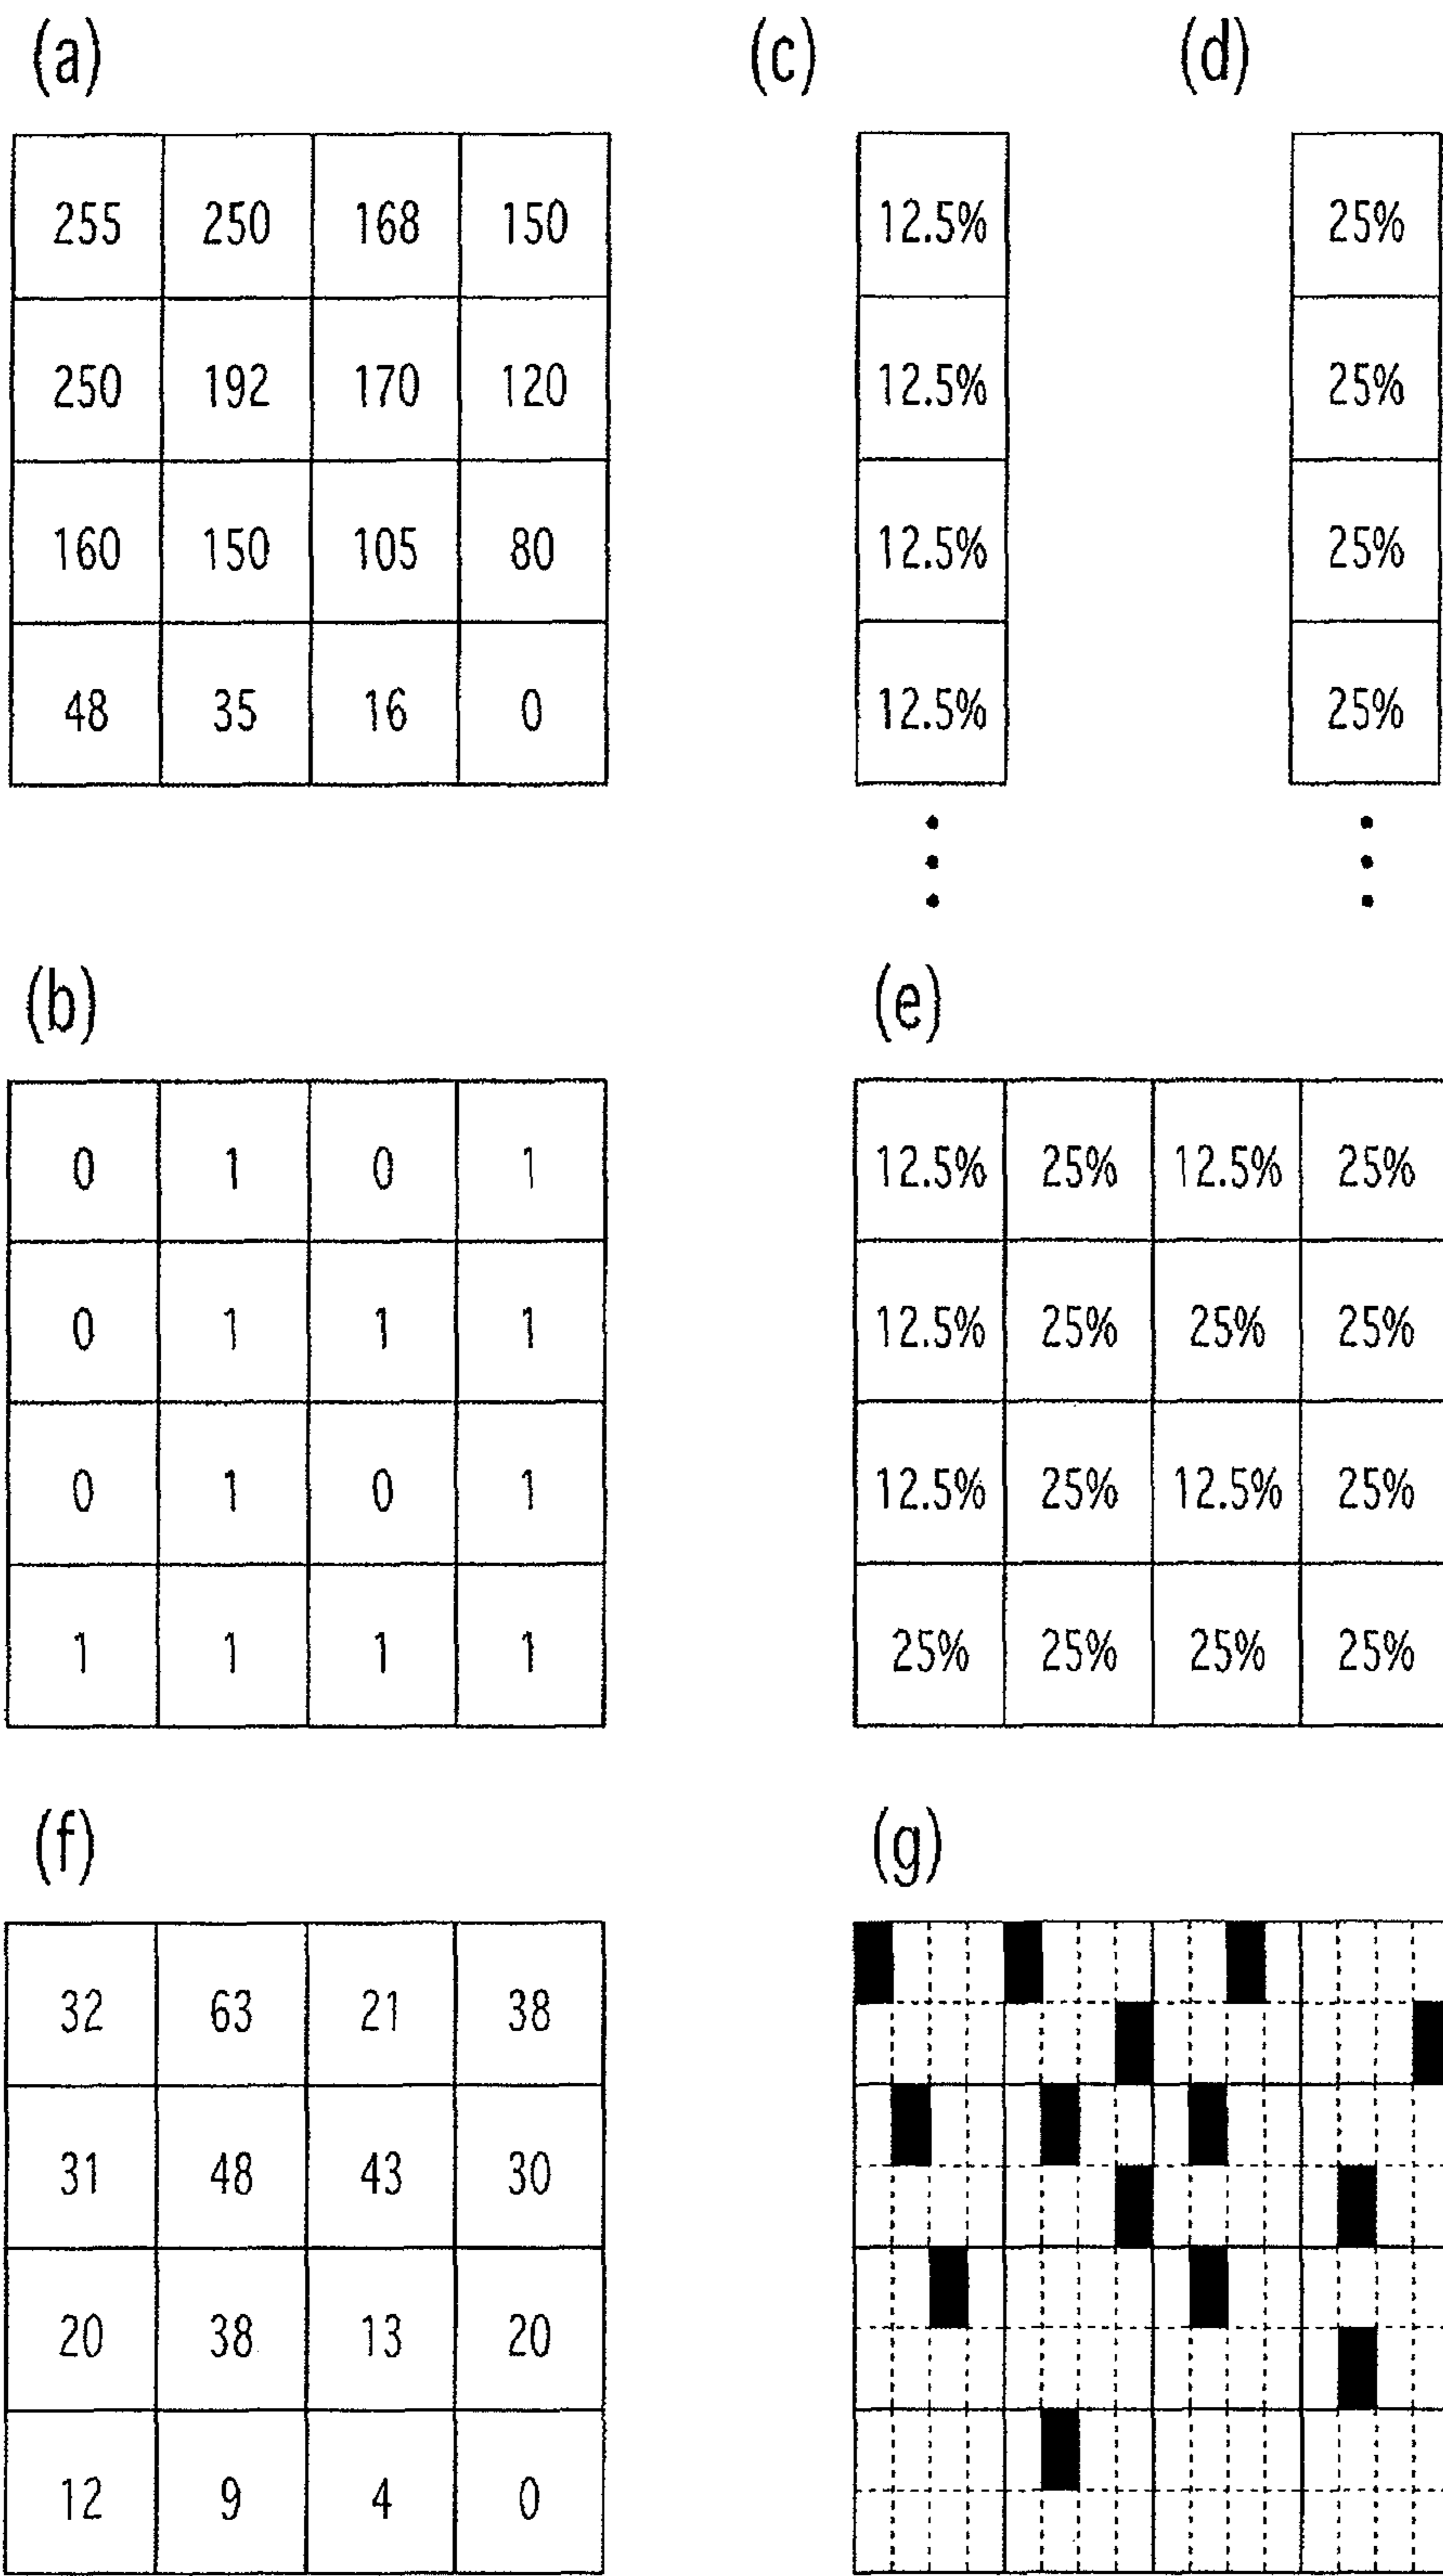 (a) (c) (d)
255 250 168 150 12.5% 25%
250 192 170 120 12.5% 25%
160 150 105 80 12.5% 25%
48 35 16 0 12.5% 25%
(b) (e)
0 1 0 1 12.5% 25% 12.5% 25%
0 1 1 1 12.5% 25% 25% 25%
0 1 0 1 12.5% 25% 12.5% 25%
1 1 1 1 25% 25% 25% 25%
(f) (g)
32 63 21 38
31 48 43 30
20 38 13 20
12 9 4 0